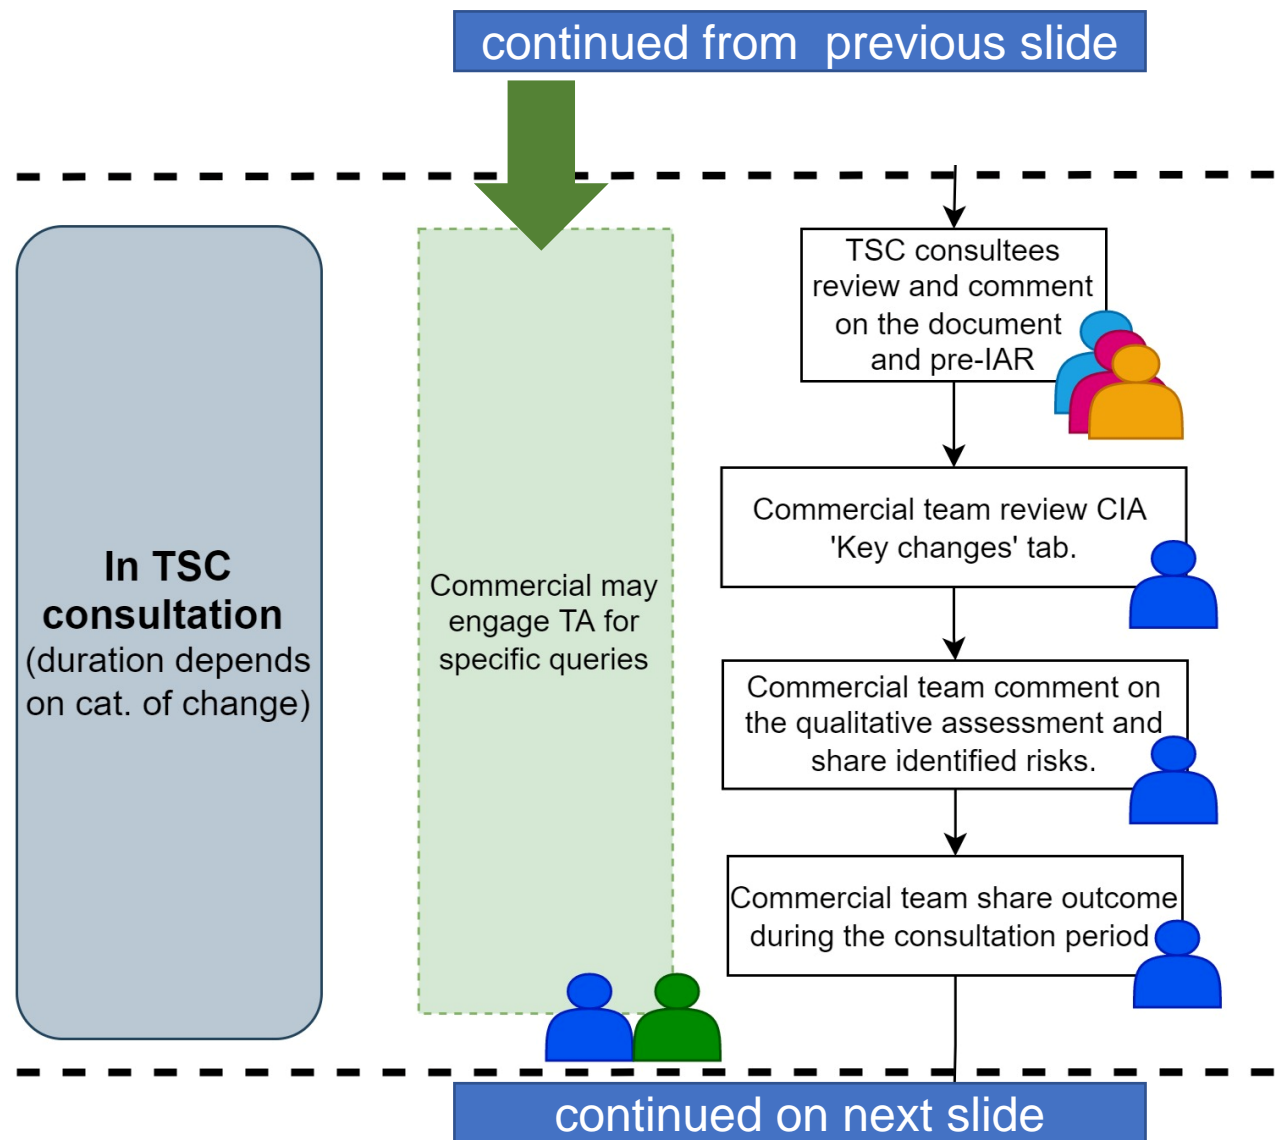 continued from previous slide
In TSC
consultation
(duration depends
on cat. of change)
Commercial may
engage TA for
specific queries
TSC consultees
review and comment
on the document
and pre-IAR
Commercial team review CIA
'Key changes' tab.
Commercial team comment on
the qualitative assessment and
share identified risks.
Commercial team share outcome
during the consultation period
continued on next slide